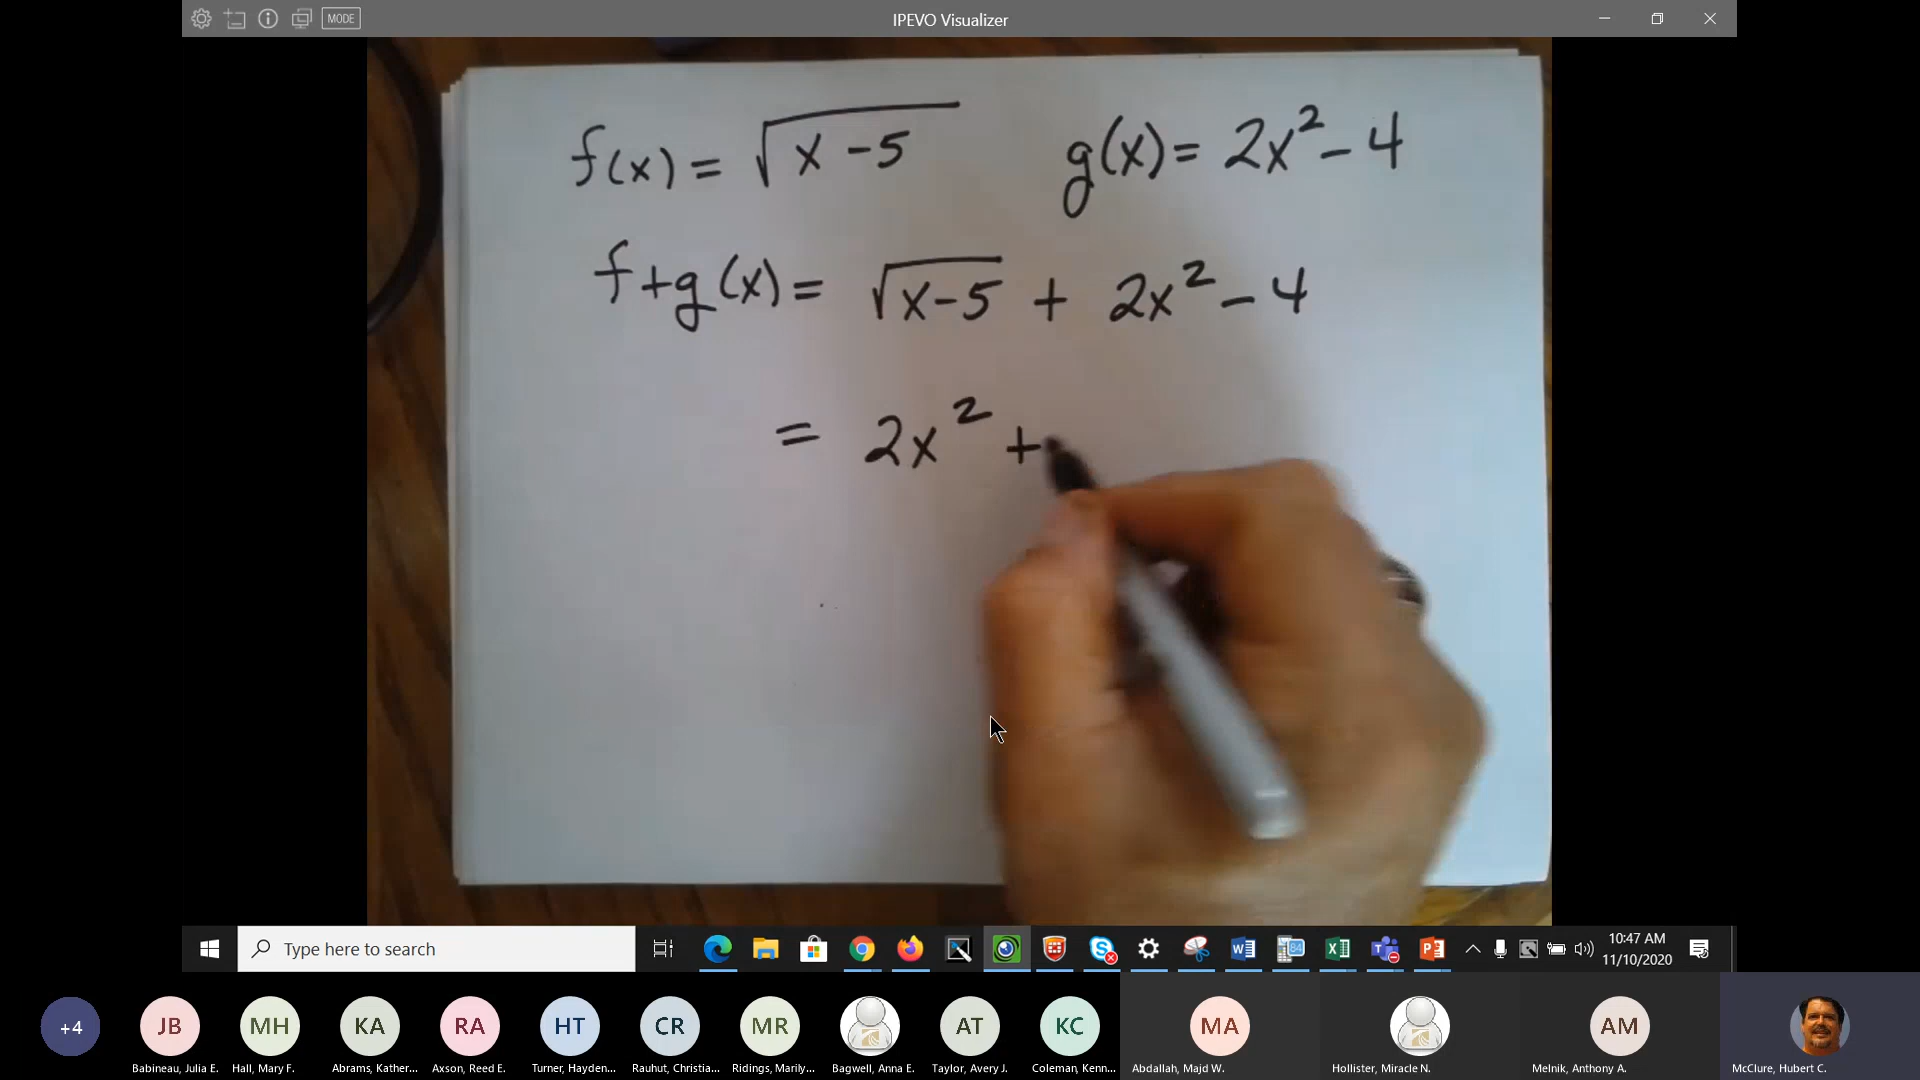 IPEVO Visualizer
MODE
f(x) = √(x-5) g(x) = 2x² - 4
f+g(x) = √(x-5) + 2x² - 4
= 2x² +
Type here to search
84
10:47 AM
11/10/2020
+4
JB
MH
KA
RA
HT
CR
MR
AT
KC
MA
AM
Babineau, Julia E.
Hall, Mary F.
Abrams, Kather...
Axson, Reed E.
Turner, Hayden...
Rauhut, Christia...
Ridings, Marily...
Bagwell, Anna E.
Taylor, Avery J.
Coleman, Kenn...
Abdallah, Majd W.
Hollister, Miracle N.
Melnik, Anthony A.
McClure, Hubert C.